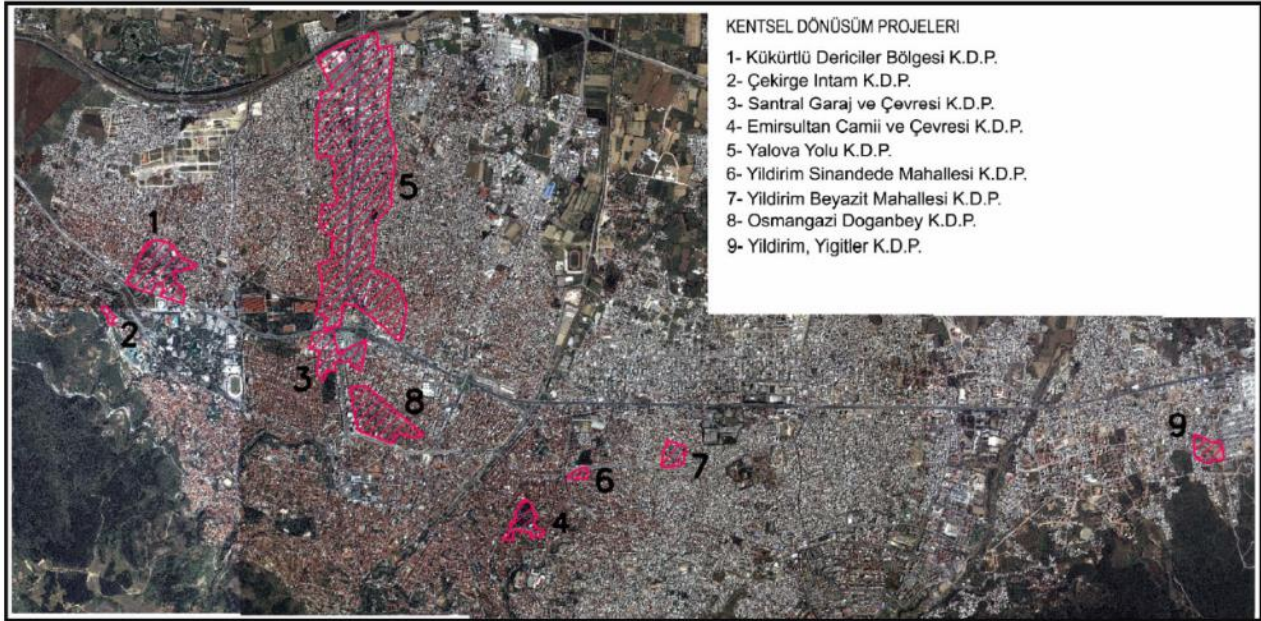 KENTSEL DÖNÜSÜM PROJELERI
1- Kükürtlü Dericiler Bölgesi K.D.P.
2- Çekirge Intam K.D.P.
3- Santral Garaj ve Çevresi K.D.P.
4- Emirsultan Camii ve Çevresi K.D.P.
5- Yalova Yolu K.D.P.
6- Yildirim Sinandede Mahallesi K.D.P.
7- Yildirim Beyazit Mahallesi K.D.P.
8- Osmangazi Doganbey K.D.P.
9- Yildirim, Yigitler K.D.P.
5
1
2
3
8
9
7
6
4